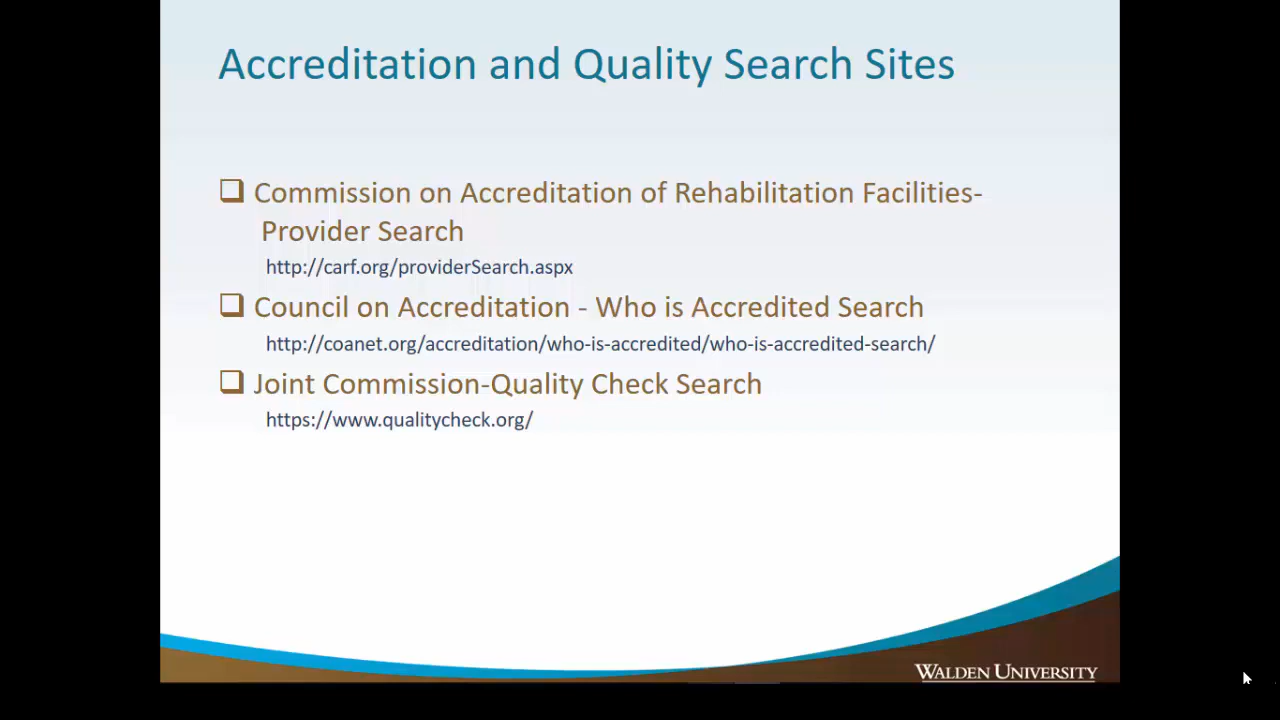 Accreditation and Quality Search Sites
❑ Commission on Accreditation of Rehabilitation Facilities-
Provider Search
http://carf.org/providerSearch.aspx
❑ Council on Accreditation - Who is Accredited Search
http://coanet.org/accreditation/who-is-accredited/who-is-accredited-search/
❑ Joint Commission-Quality Check Search
https://www.qualitycheck.org/
WALDEN UNIVERSITY